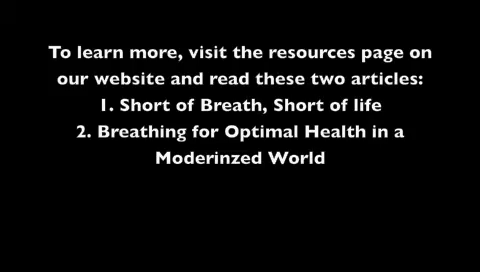 To learn more, visit the resources page on
our website and read these two articles:
1. Short of Breath, Short of life
2. Breathing for Optimal Health in a
Moderinzed World